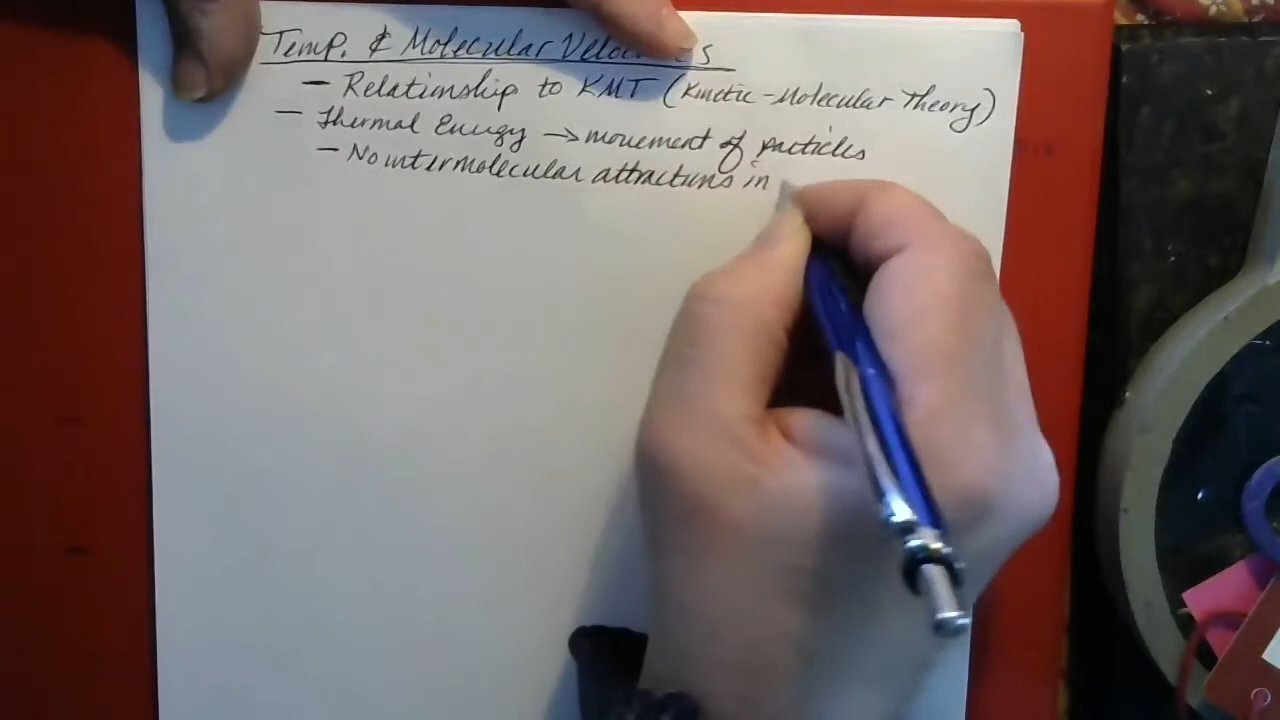 Temp. & Molecular Velocities
– Relationship to KMT (Kinetic-Molecular Theory)
– Thermal Energy → movement of particles
– No intermolecular attractions in